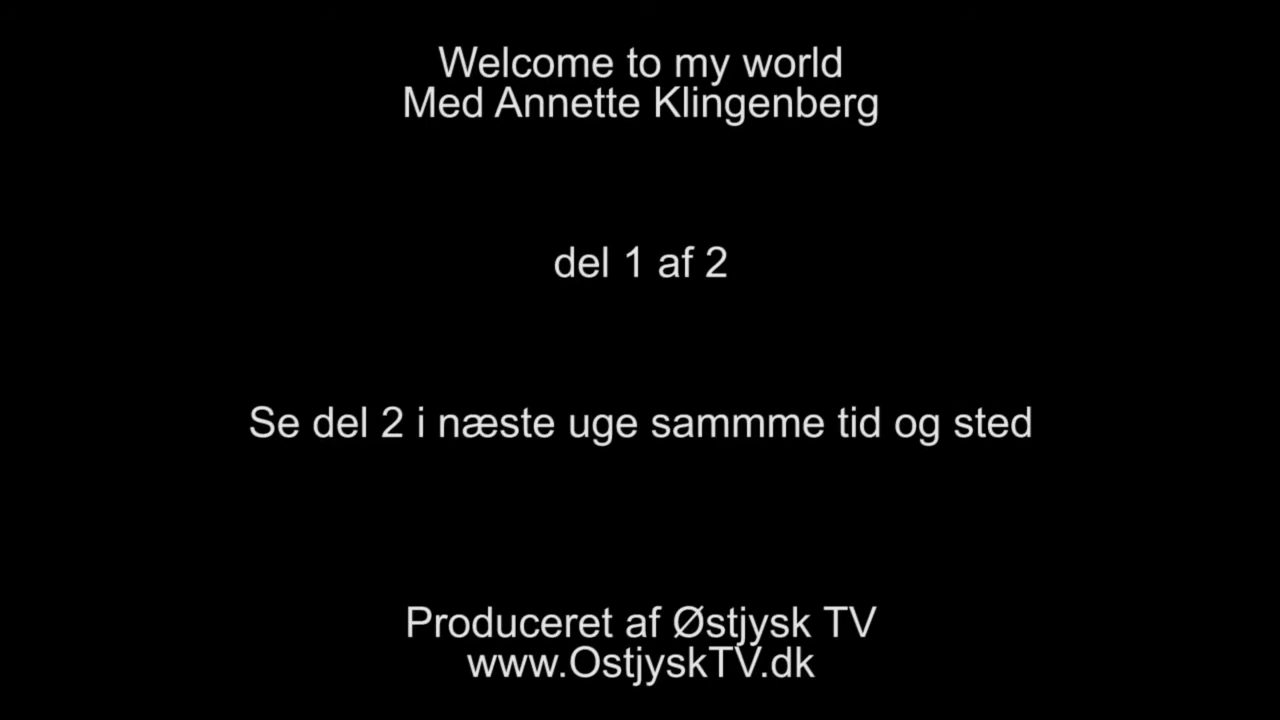 Welcome to my world
Med Annette Klingenberg
del 1 af 2
Se del 2 i næste uge sammme tid og sted
Produceret af Østjysk TV
www.OstjyskTV.dk